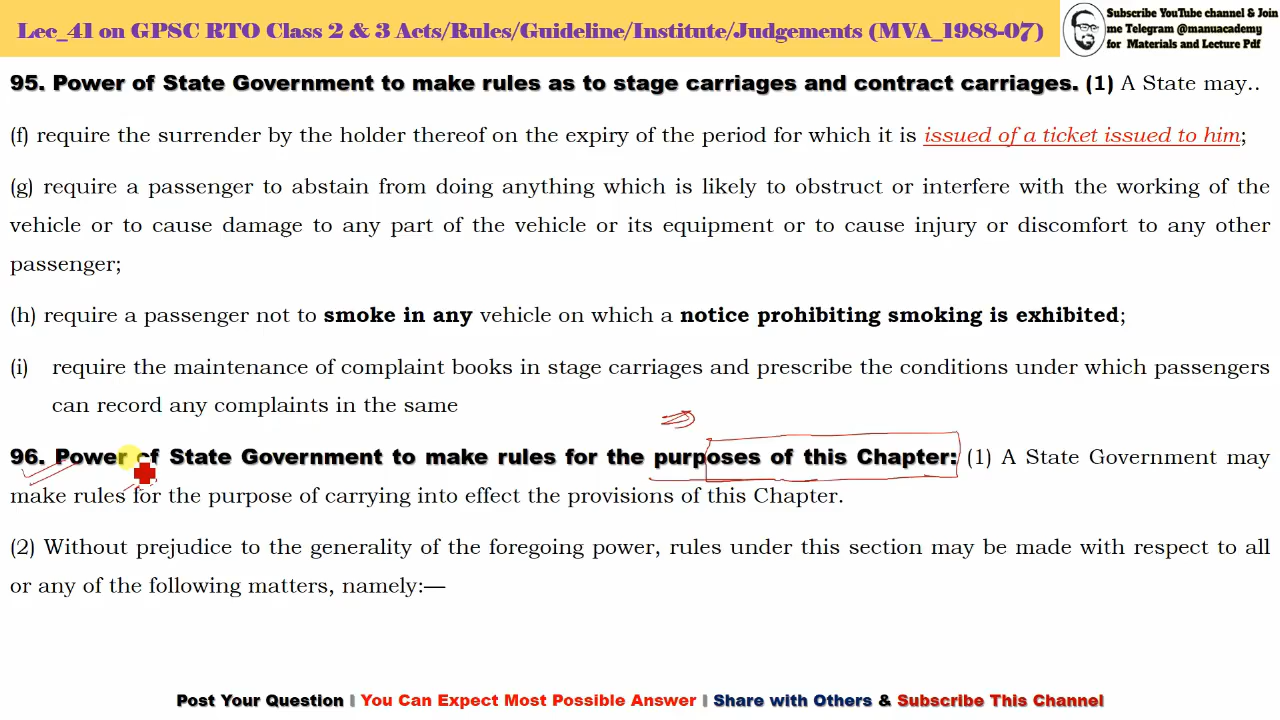 Lec_41 on GPSC RTO Class 2 & 3 Acts/Rules/Guideline/Institute/Judgements (MVA_1988-07)
Subscribe YouTube channel & Join
me Telegram @manuacademy
for Materials and Lecture Pdf
95. Power of State Government to make rules as to stage carriages and contract carriages. (1) A State may..
(f) require the surrender by the holder thereof on the expiry of the period for which it is issued of a ticket issued to him;
(g) require a passenger to abstain from doing anything which is likely to obstruct or interfere with the working of the
vehicle or to cause damage to any part of the vehicle or its equipment or to cause injury or discomfort to any other
passenger;
(h) require a passenger not to smoke in any vehicle on which a notice prohibiting smoking is exhibited;
(i) require the maintenance of complaint books in stage carriages and prescribe the conditions under which passengers
can record any complaints in the same
96. Power of State Government to make rules for the purposes of this Chapter: (1) A State Government may
make rules for the purpose of carrying into effect the provisions of this Chapter.
(2) Without prejudice to the generality of the foregoing power, rules under this section may be made with respect to all
or any of the following matters, namely:—
Post Your Question | You Can Expect Most Possible Answer | Share with Others & Subscribe This Channel